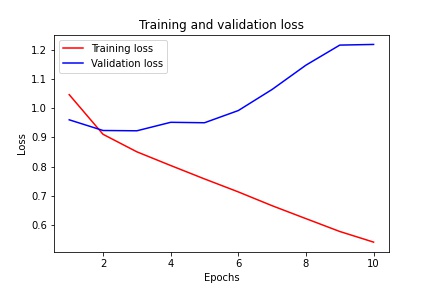 Training and validation loss
Training loss
Validation loss
1.2
1.1
1.0
0.9
0.8
0.7
0.6
Loss
2
4
6
8
10
Epochs